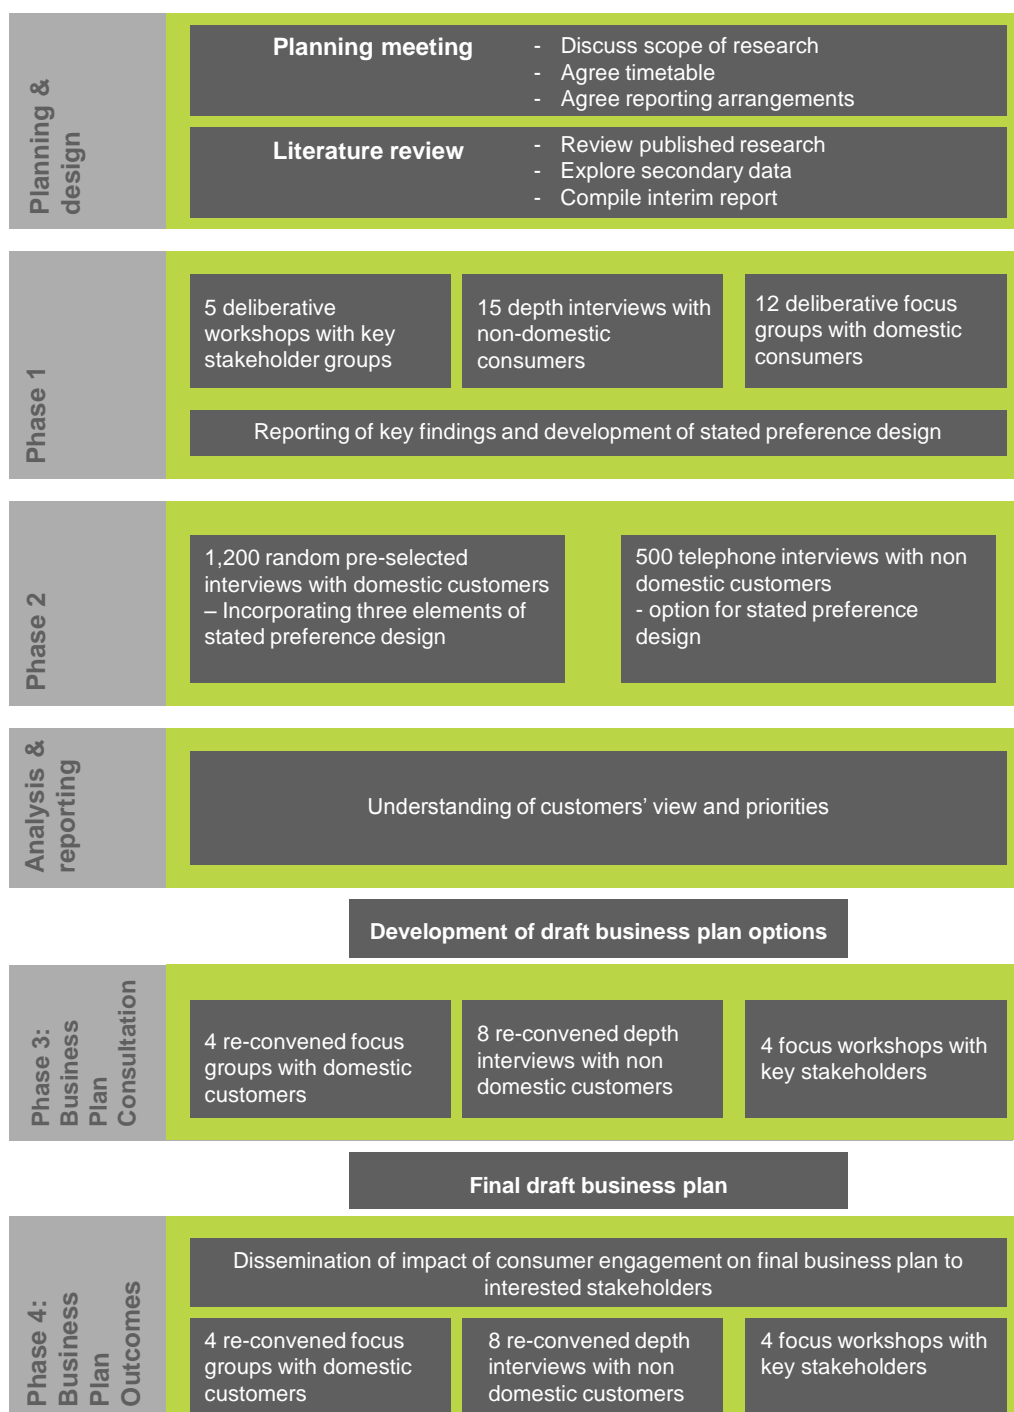 Planning &
design
Planning meeting
- Discuss scope of research
- Agree timetable
- Agree reporting arrangements
Literature review
- Review published research
- Explore secondary data
- Compile interim report
Phase 1
5 deliberative
workshops with key
stakeholder groups
15 depth interviews with
non-domestic
consumers
12 deliberative focus
groups with domestic
consumers
Reporting of key findings and development of stated preference design
Phase 2
1,200 random pre-selected
interviews with domestic customers
– Incorporating three elements of
stated preference design
500 telephone interviews with non
domestic customers
- option for stated preference
design
Analysis &
reporting
Understanding of customers’ view and priorities
Development of draft business plan options
Phase 3:
Business
Plan
Consultation
4 re-convened focus
groups with domestic
customers
8 re-convened depth
interviews with non
domestic customers
4 focus workshops with
key stakeholders
Final draft business plan
Phase 4:
Business
Plan
Outcomes
Dissemination of impact of consumer engagement on final business plan to
interested stakeholders
4 re-convened focus
groups with domestic
customers
8 re-convened depth
interviews with non
domestic customers
4 focus workshops with
key stakeholders